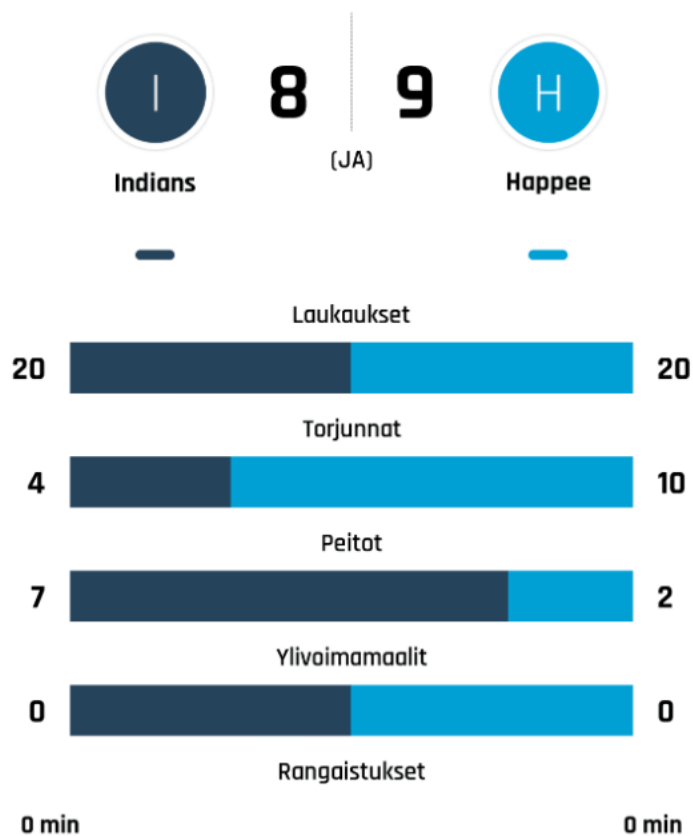 I 8 9 H
(JA)
Indians Happee
Laukaukset
20 20
Torjunnat
4 10
Peitot
7 2
Ylivoimamaalit
0 0
Rangaistukset
0 min 0 min